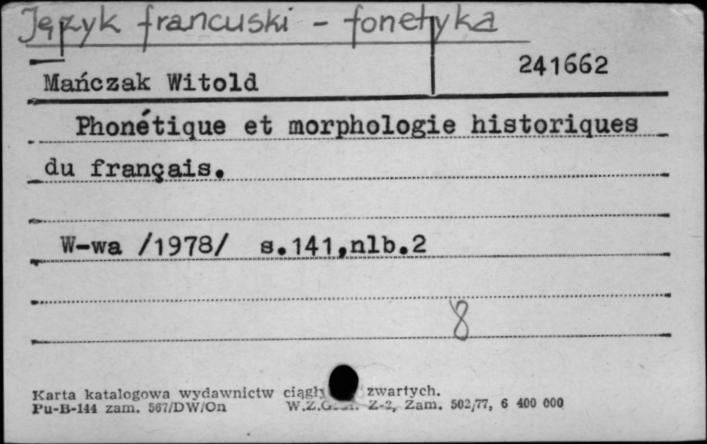 Język francuski - fonetyka
241662
Mańczak Witold
Phonétique et morphologie historiques
du français.
W-wa /1978/ s.141,nlb.2
8
Karta katalogowa wydawnictw zwartych.
Pu-B-144 zam. 567/DW/On Z-2, Zam. 502/77, 6 400 000